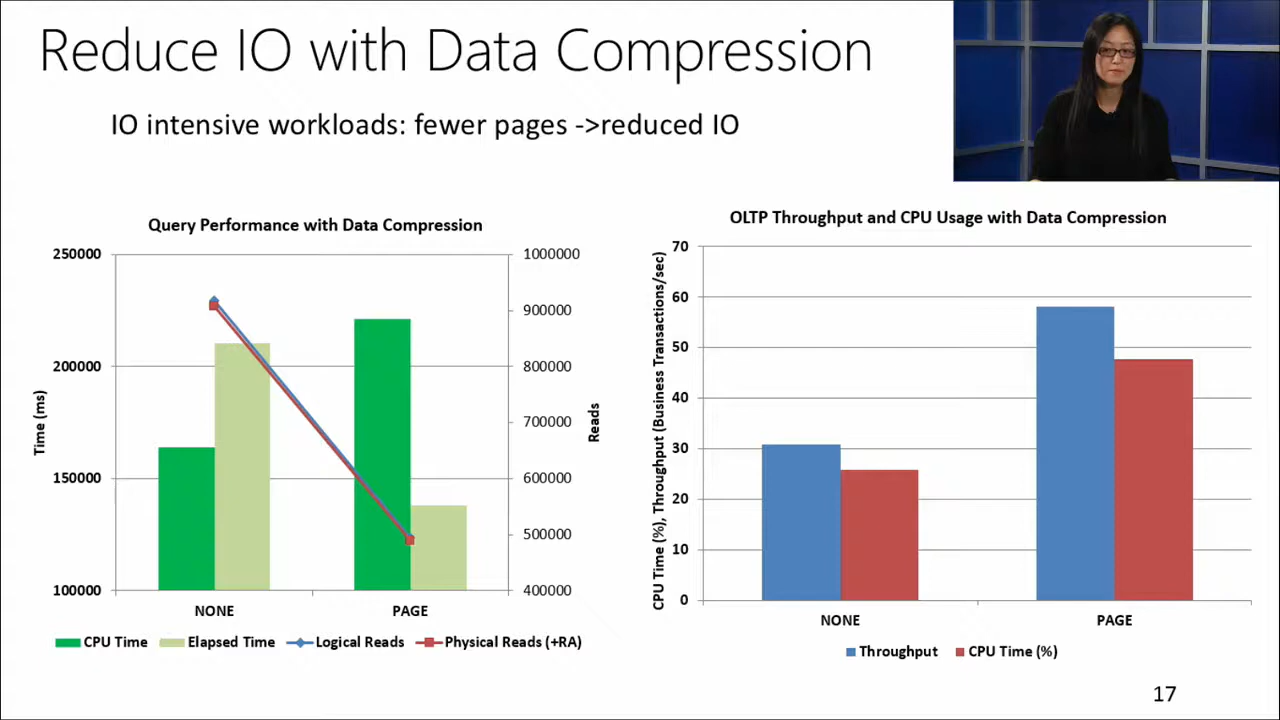 Reduce IO with Data Compression
IO intensive workloads: fewer pages ->reduced IO
Query Performance with Data Compression
250000
200000
150000
100000
Time (ms)
1000000
900000
800000
700000
600000
500000
400000
Reads
NONE
PAGE
CPU Time
Elapsed Time
Logical Reads
Physical Reads (+RA)
OLTP Throughput and CPU Usage with Data Compression
CPU Time (%), Throughput (Business Transactions/sec)
70
60
50
40
30
20
10
0
NONE
PAGE
Throughput
CPU Time (%)
17